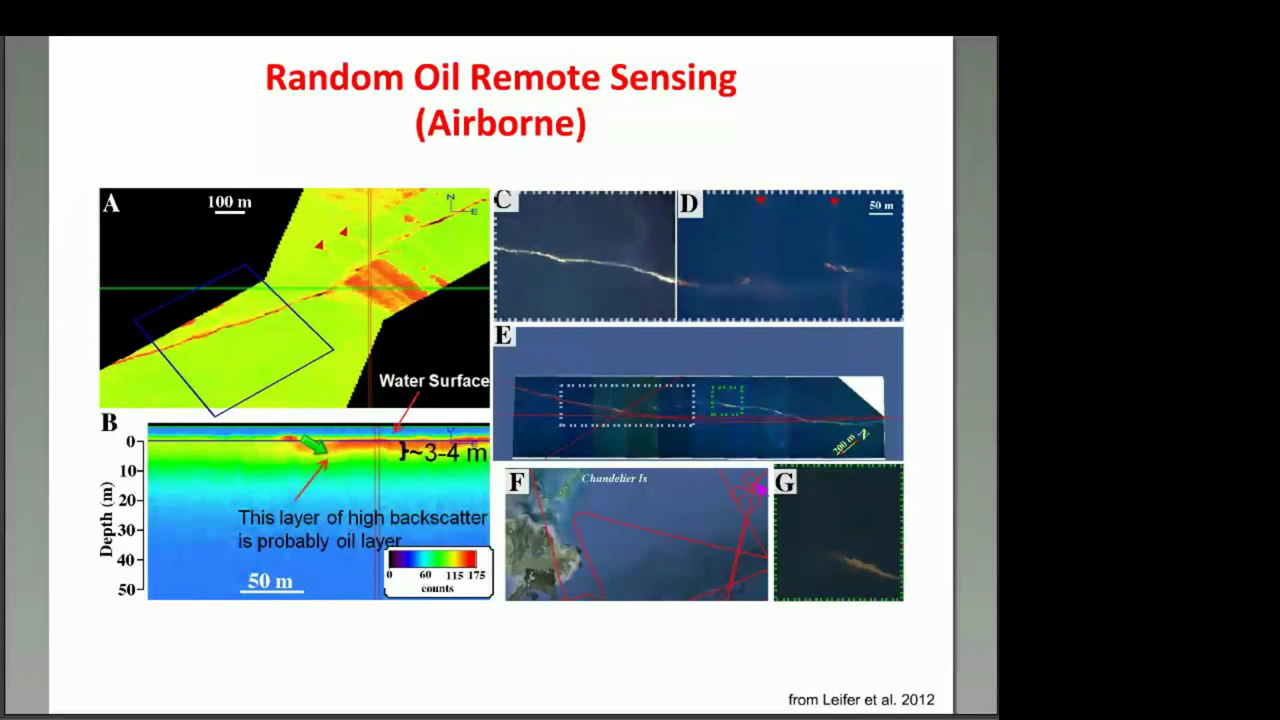 Random Oil Remote Sensing
(Airborne)
A
100 m
N
E
Water Surface
B
0
10
20
30
40
50
Depth (m)
}~3-4 m
This layer of high backscatter
is probably oil layer
50 m
0 60 115 175
counts
C
D
50 m
E
200 m
N
F
Chandelier Is
G
from Leifer et al. 2012